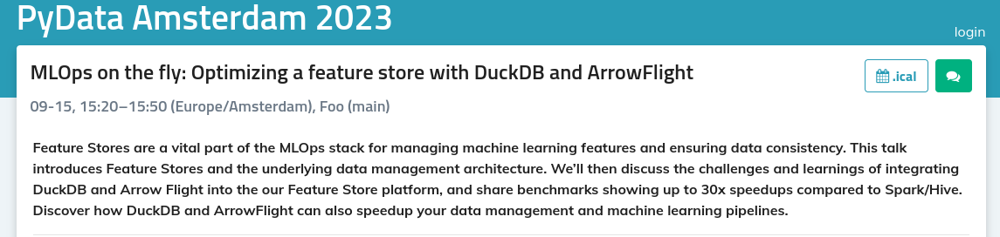 PyData Amsterdam 2023
login
MLOps on the fly: Optimizing a feature store with DuckDB and ArrowFlight
.ical
09-15, 15:20–15:50 (Europe/Amsterdam), Foo (main)
Feature Stores are a vital part of the MLOps stack for managing machine learning features and ensuring data consistency. This talk
introduces Feature Stores and the underlying data management architecture. We’ll then discuss the challenges and learnings of integrating
DuckDB and Arrow Flight into the our Feature Store platform, and share benchmarks showing up to 30x speedups compared to Spark/Hive.
Discover how DuckDB and ArrowFlight can also speedup your data management and machine learning pipelines.